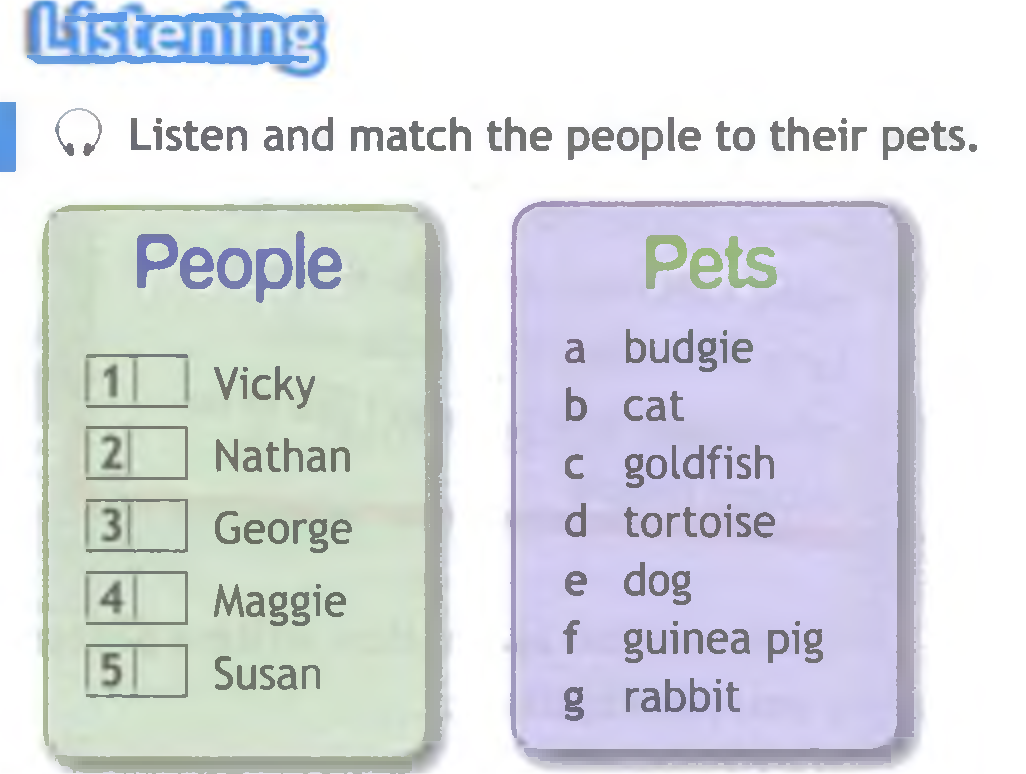 Listening
Listen and match the people to their pets.
People
1 Vicky
2 Nathan
3 George
4 Maggie
5 Susan
Pets
a budgie
b cat
c goldfish
d tortoise
e dog
f guinea pig
g rabbit